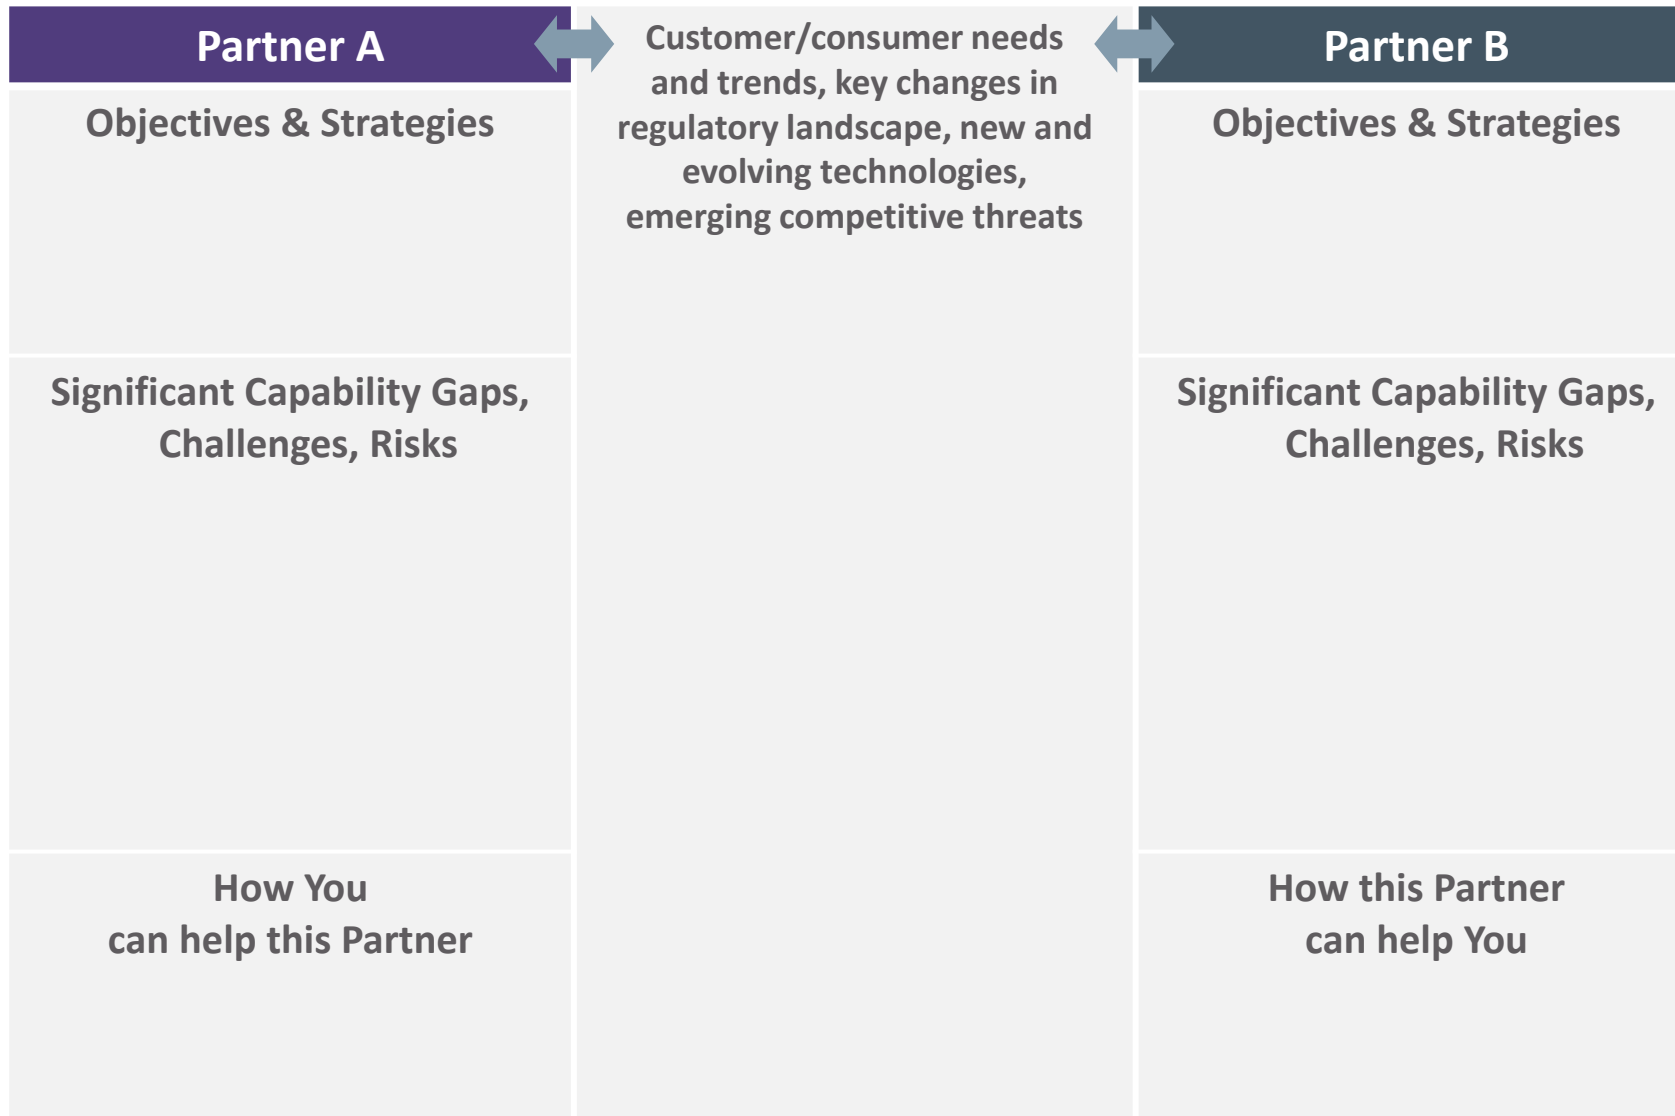 Partner A
Objectives & Strategies
Significant Capability Gaps,
Challenges, Risks
How You
can help this Partner
Customer/consumer needs
and trends, key changes in
regulatory landscape, new and
evolving technologies,
emerging competitive threats
Partner B
Objectives & Strategies
Significant Capability Gaps,
Challenges, Risks
How this Partner
can help You